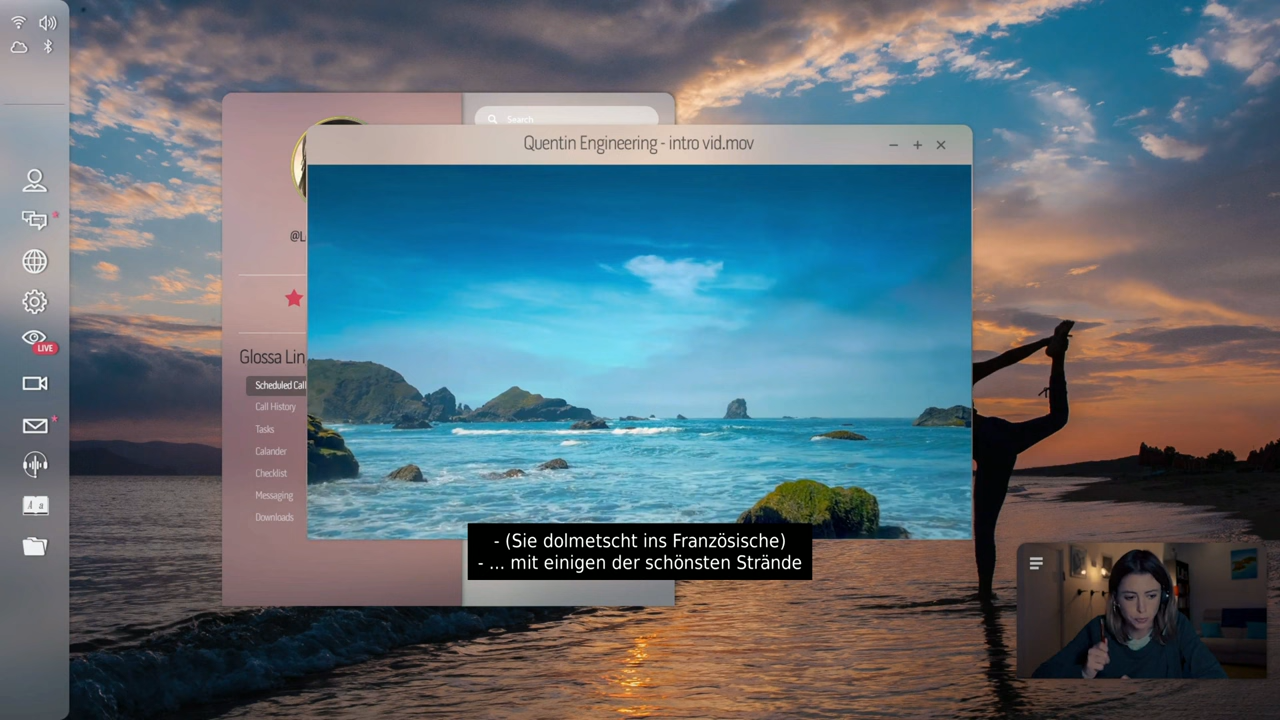 Search
Quentin Engineering - intro vid.mov
@L
Glossa Lin
Scheduled Call
Call History
Tasks
Calander
Checklist
Messaging
Downloads
LIVE
A a
- (Sie dolmetscht ins Französische)
- ... mit einigen der schönsten Strände